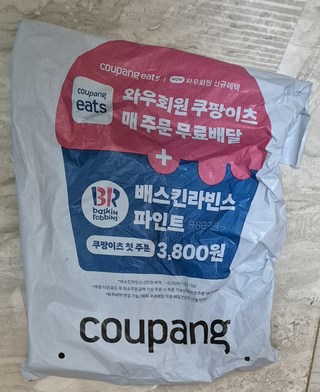 coupang eats / WOW 와우회원 신규혜택
coupang
eats
와우회원 쿠팡이츠
매 주문 무료배달
+
BR
baskin
robbins
배스킨라빈스
파인트
쿠팡이츠 첫 주문
3,800원
coupang